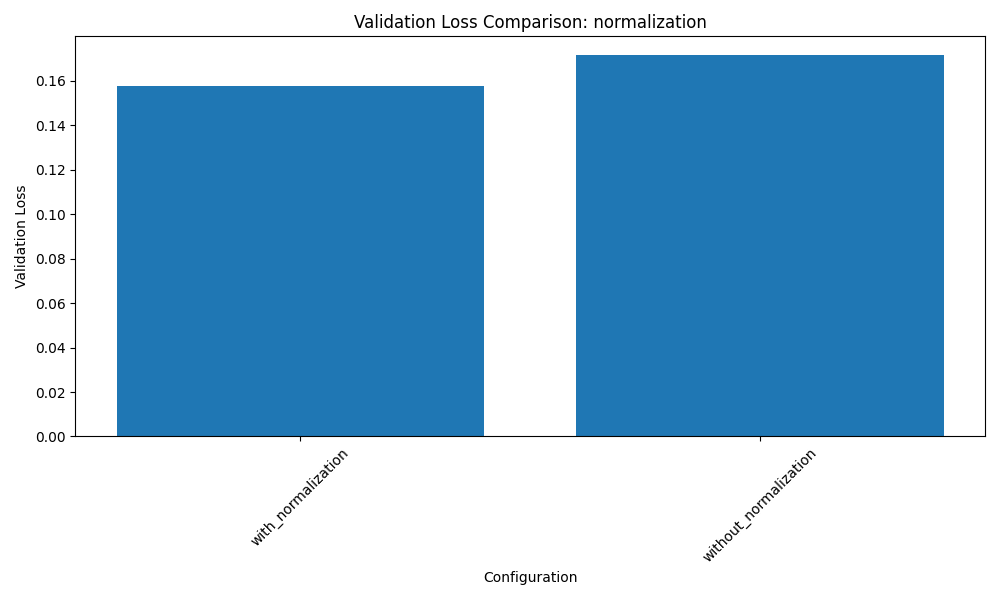 Validation Loss Comparison: normalization
Validation Loss
0.16
0.14
0.12
0.10
0.08
0.06
0.04
0.02
0.00
with_normalization
without_normalization
Configuration